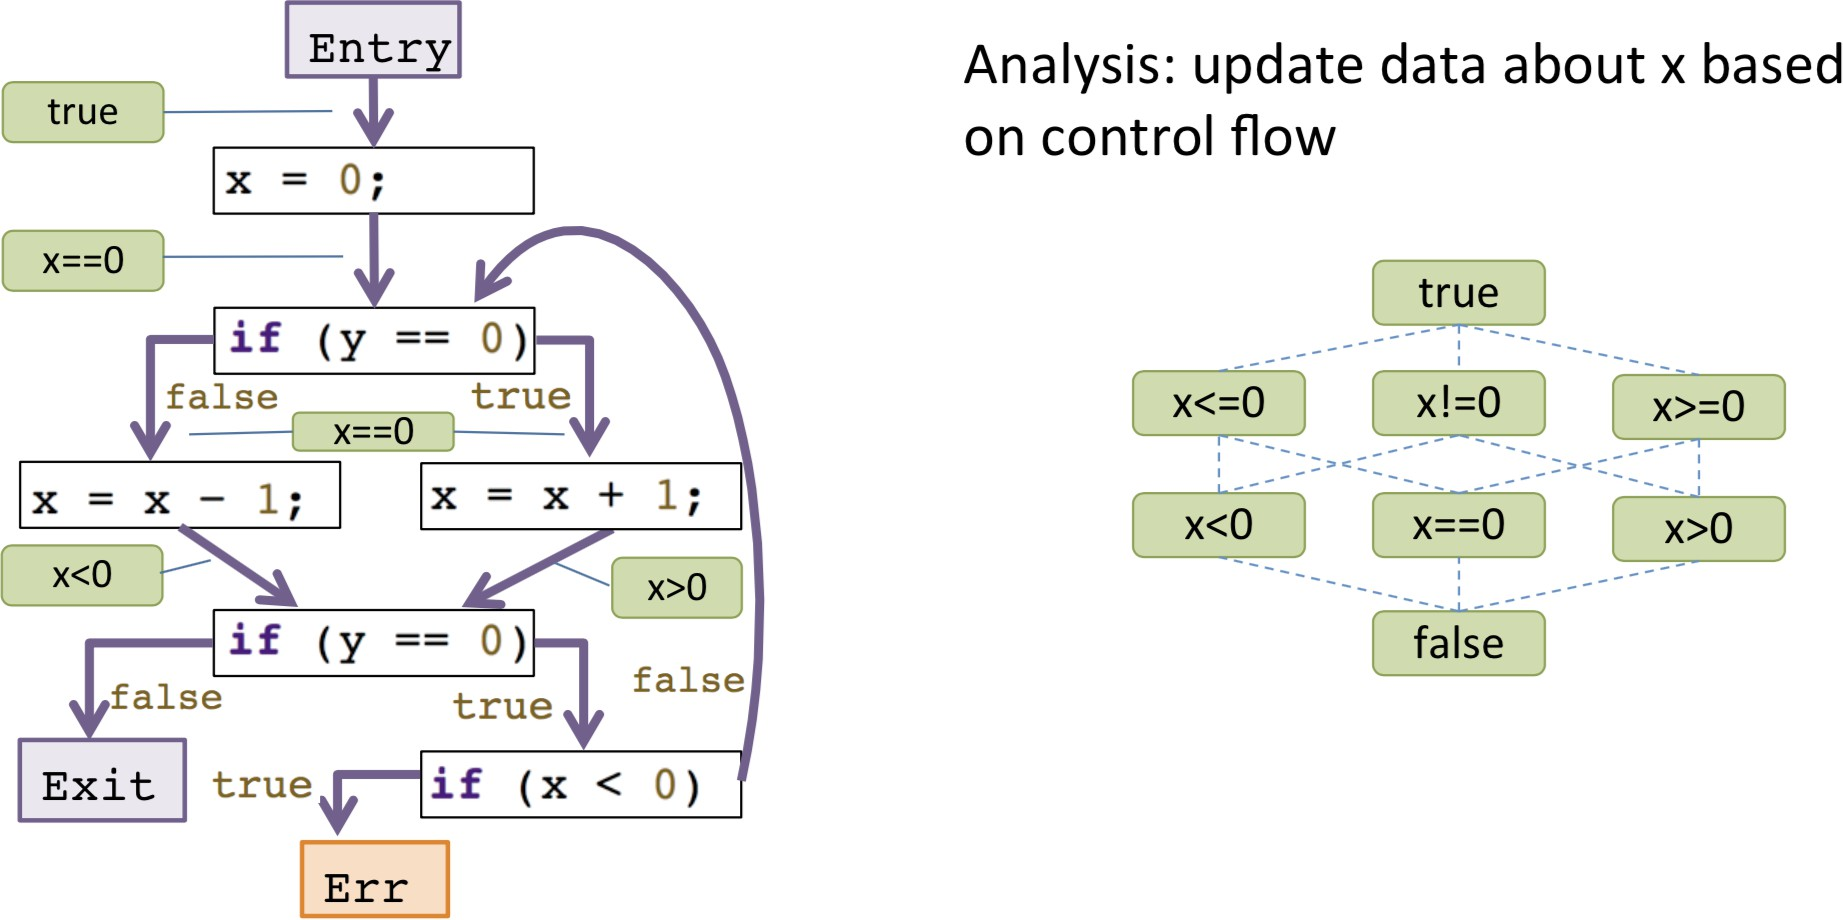 Entry
Analysis: update data about x based
on control flow
true
x = 0;
x==0
if (y == 0)
false
true
x==0
x = x - 1;
x = x + 1;
x<0
x>0
if (y == 0)
false
true
false
Exit
true
if (x < 0)
Err
true
x<=0
x!=0
x>=0
x<0
x==0
x>0
false